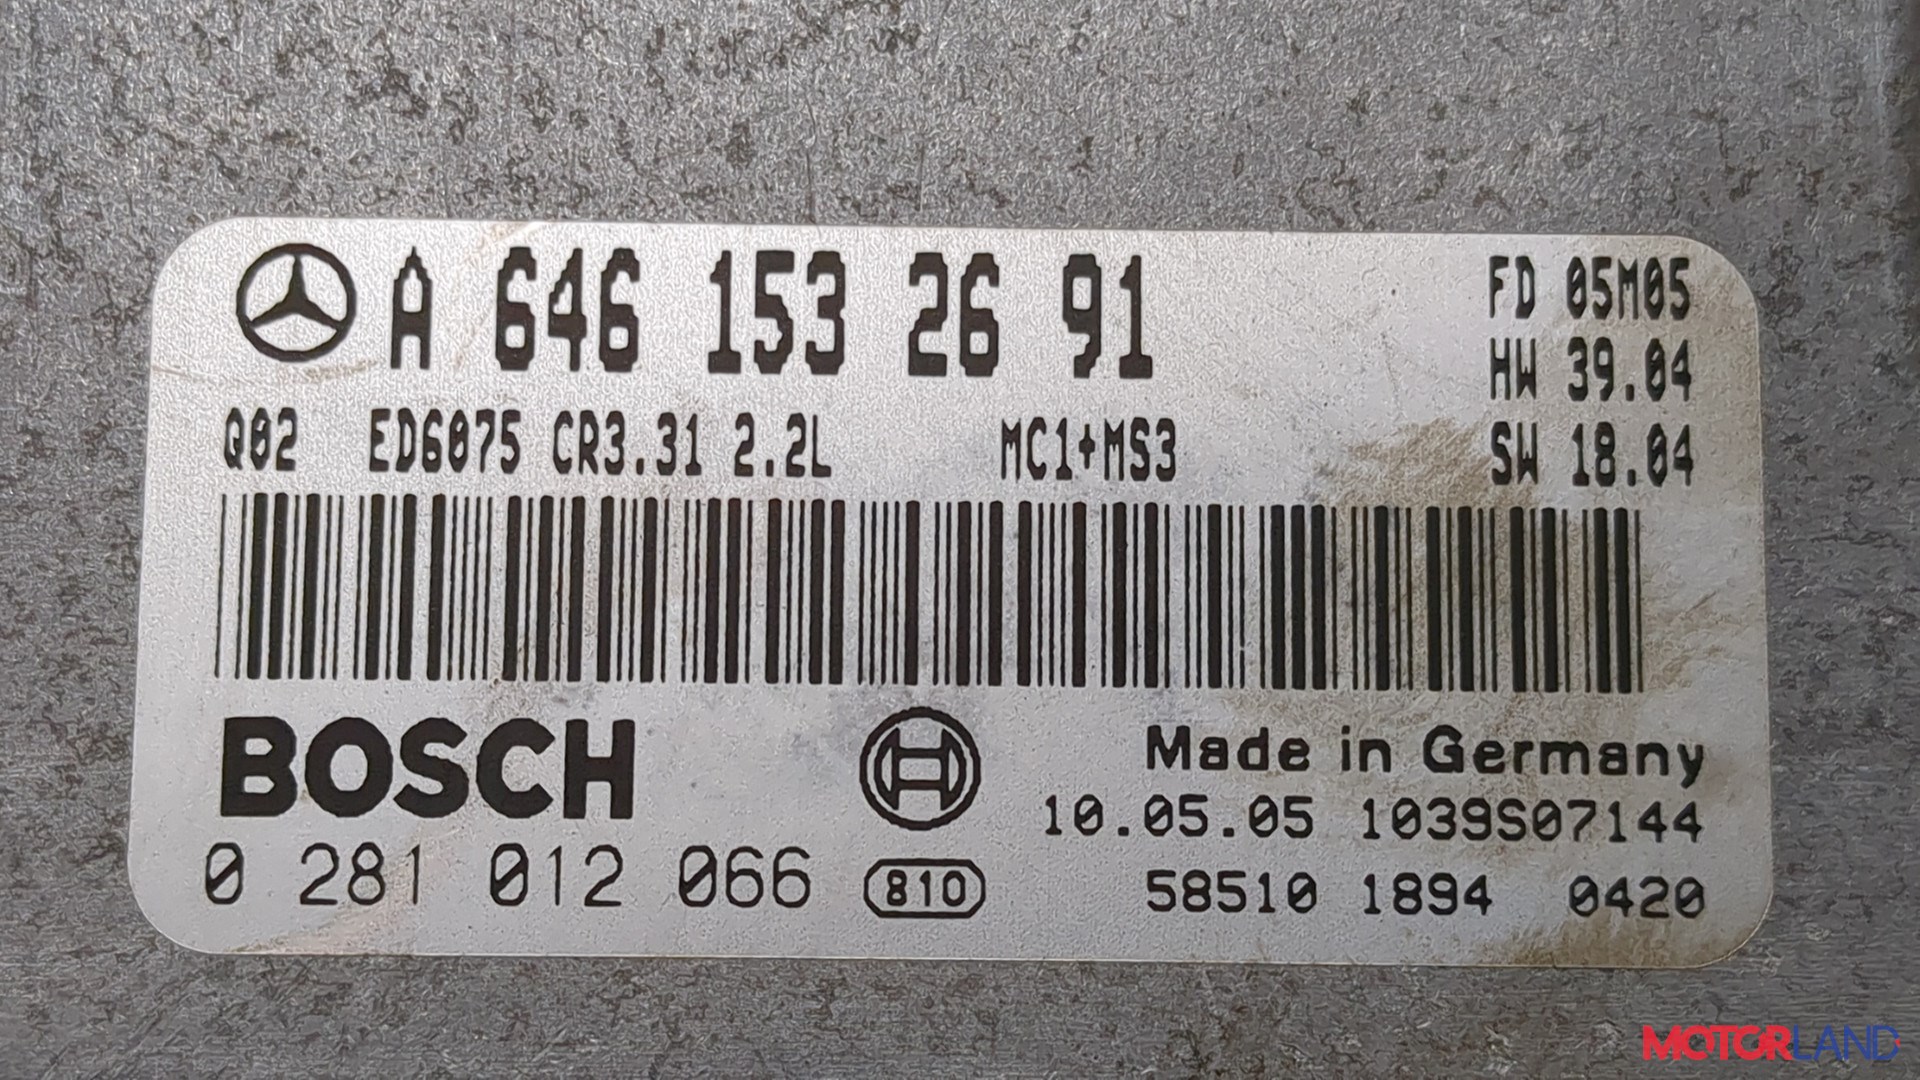 A 646 153 26 91
FD 05M05
HW 39.04
Q02 ED6075 CR3.31 2.2L MC1+MS3 SW 18.04
BOSCH
Made in Germany
10.05.05 1039S07144
0 281 012 066 810 58510 1894 0420
MOTORLAND